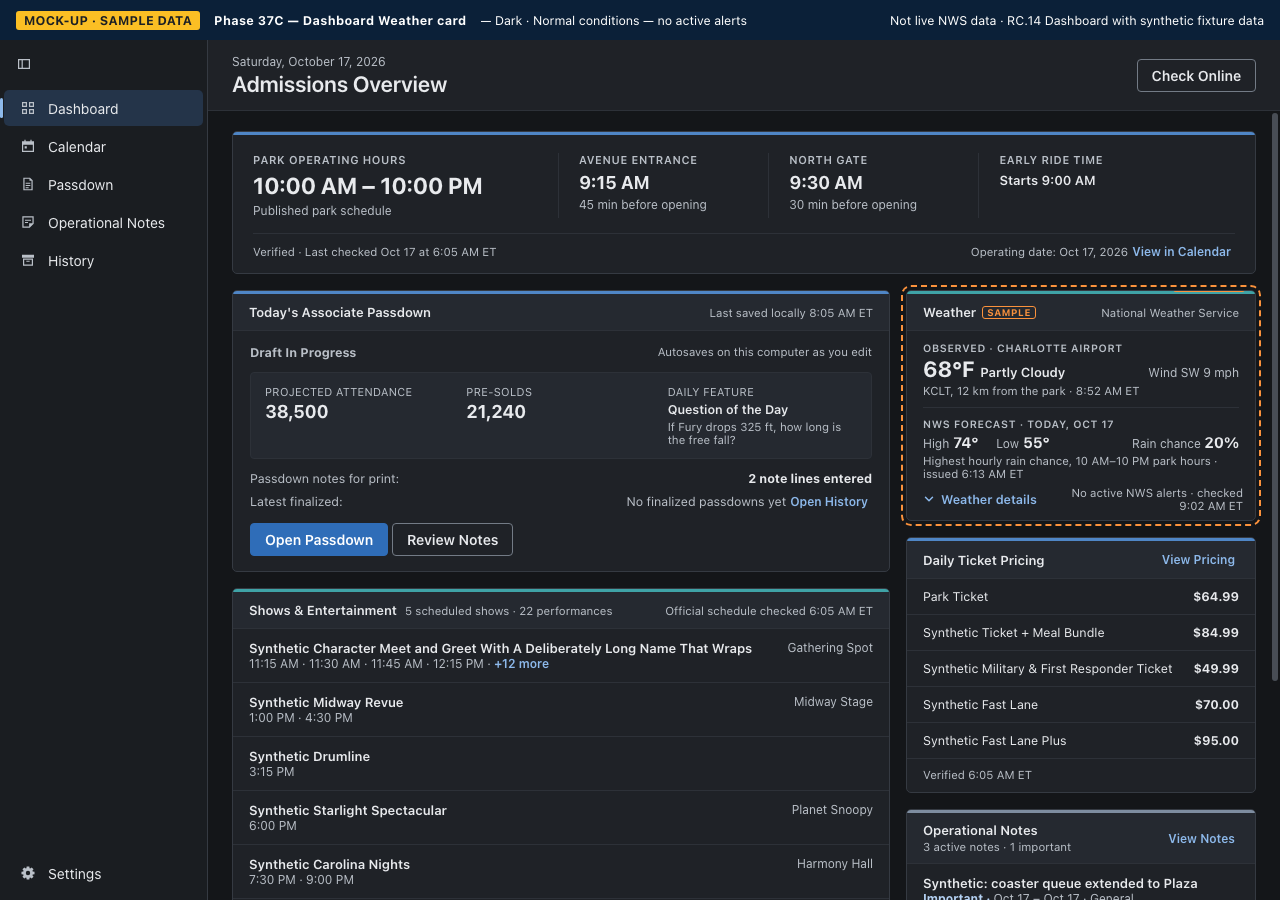 MOCK-UP · SAMPLE DATA Phase 37C — Dashboard Weather card — Dark · Normal conditions — no active alerts Not live NWS data · RC.14 Dashboard with synthetic fixture data
Dashboard
Calendar
Passdown
Operational Notes
History
Settings
Saturday, October 17, 2026
Admissions Overview
Check Online
PARK OPERATING HOURS
10:00 AM – 10:00 PM
Published park schedule
AVENUE ENTRANCE
9:15 AM
45 min before opening
NORTH GATE
9:30 AM
30 min before opening
EARLY RIDE TIME
Starts 9:00 AM
Verified · Last checked Oct 17 at 6:05 AM ET
Operating date: Oct 17, 2026 View in Calendar
Today's Associate Passdown
Last saved locally 8:05 AM ET
Draft In Progress
Autosaves on this computer as you edit
PROJECTED ATTENDANCE
38,500
PRE-SOLDS
21,240
DAILY FEATURE
Question of the Day
If Fury drops 325 ft, how long is
the free fall?
Passdown notes for print:
2 note lines entered
Latest finalized:
No finalized passdowns yet Open History
Open Passdown
Review Notes
Shows & Entertainment 5 scheduled shows · 22 performances
Official schedule checked 6:05 AM ET
Synthetic Character Meet and Greet With A Deliberately Long Name That Wraps
Gathering Spot
11:15 AM · 11:30 AM · 11:45 AM · 12:15 PM · +12 more
Synthetic Midway Revue
Midway Stage
1:00 PM · 4:30 PM
Synthetic Drumline
3:15 PM
Synthetic Starlight Spectacular
Planet Snoopy
6:00 PM
Synthetic Carolina Nights
Harmony Hall
7:30 PM · 9:00 PM
Weather SAMPLE
National Weather Service
OBSERVED · CHARLOTTE AIRPORT
68°F Partly Cloudy
Wind SW 9 mph
KCLT, 12 km from the park · 8:52 AM ET
NWS FORECAST · TODAY, OCT 17
High 74° Low 55°
Rain chance 20%
Highest hourly rain chance, 10 AM–10 PM park hours ·
issued 6:13 AM ET
Weather details
No active NWS alerts · checked
9:02 AM ET
Daily Ticket Pricing
View Pricing
Park Ticket $64.99
Synthetic Ticket + Meal Bundle $84.99
Synthetic Military & First Responder Ticket $49.99
Synthetic Fast Lane $70.00
Synthetic Fast Lane Plus $95.00
Verified 6:05 AM ET
Operational Notes
3 active notes · 1 important
View Notes
Synthetic: coaster queue extended to Plaza
Important · Oct 17 – Oct 17 · General